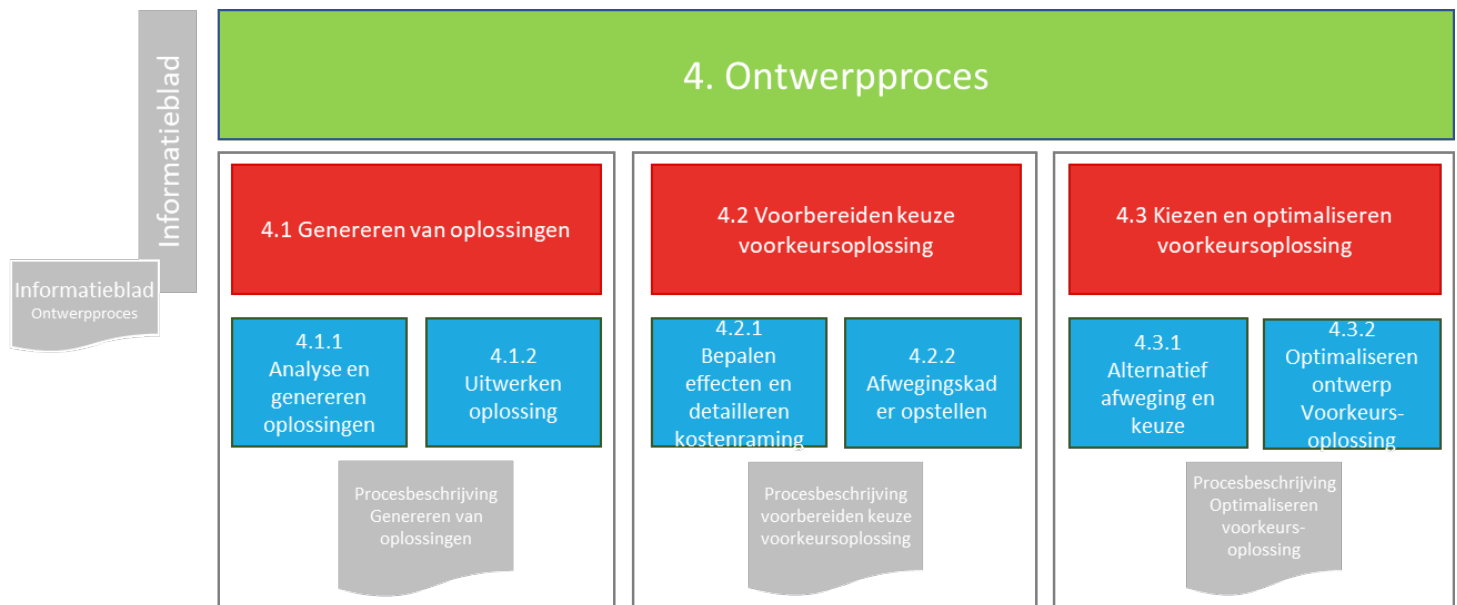 Informatieblad
Informatieblad
Ontwerpproces
4. Ontwerpproces
4.1 Genereren van oplossingen
4.1.1
Analyse en
genereren
oplossingen
4.1.2
Uitwerken
oplossing
Procesbeschrijving
Genereren van
oplossingen
4.2 Voorbereiden keuze
voorkeursoplossing
4.2.1
Bepalen
effecten en
detailleren
kostenraming
4.2.2
Afwegingskad
er opstellen
Procesbeschrijving
voorbereiden keuze
voorkeursoplossing
4.3 Kiezen en optimaliseren
voorkeursoplossing
4.3.1
Alternatief
afweging en
keuze
4.3.2
Optimaliseren
ontwerp
Voorkeurs-
oplossing
Procesbeschrijving
Optimaliseren
voorkeurs-
oplossing